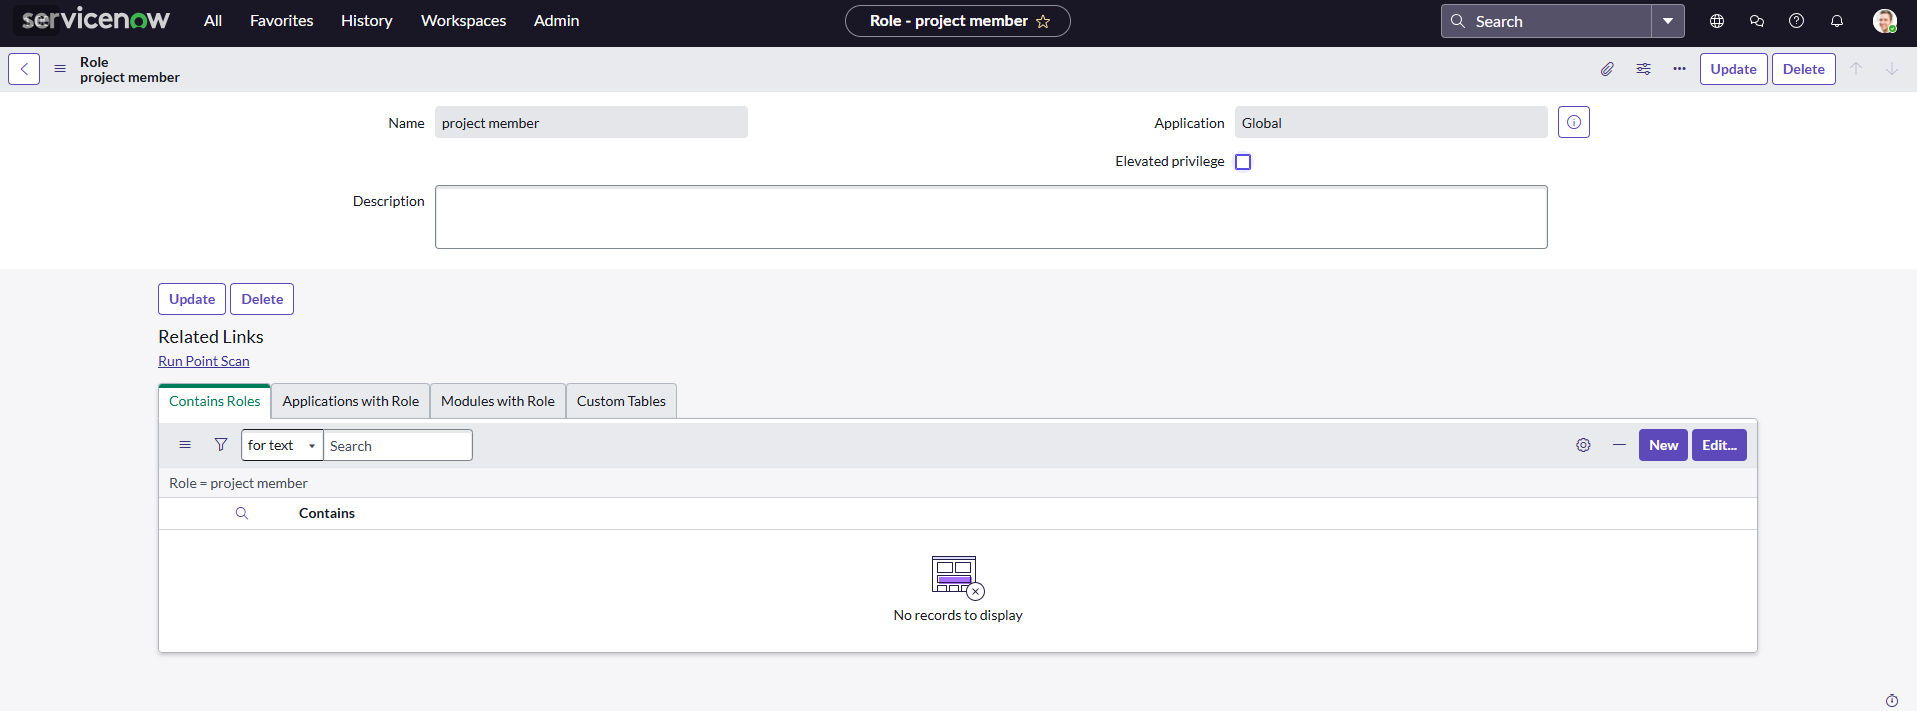 servicenow All Favorites History Workspaces Admin Role - project member Search
Role
project member
Update Delete
Name project member Application Global
Elevated privilege
Description
Update Delete
Related Links
Run Point Scan
Contains Roles Applications with Role Modules with Role Custom Tables
for text Search New Edit...
Role = project member
Contains
No records to display